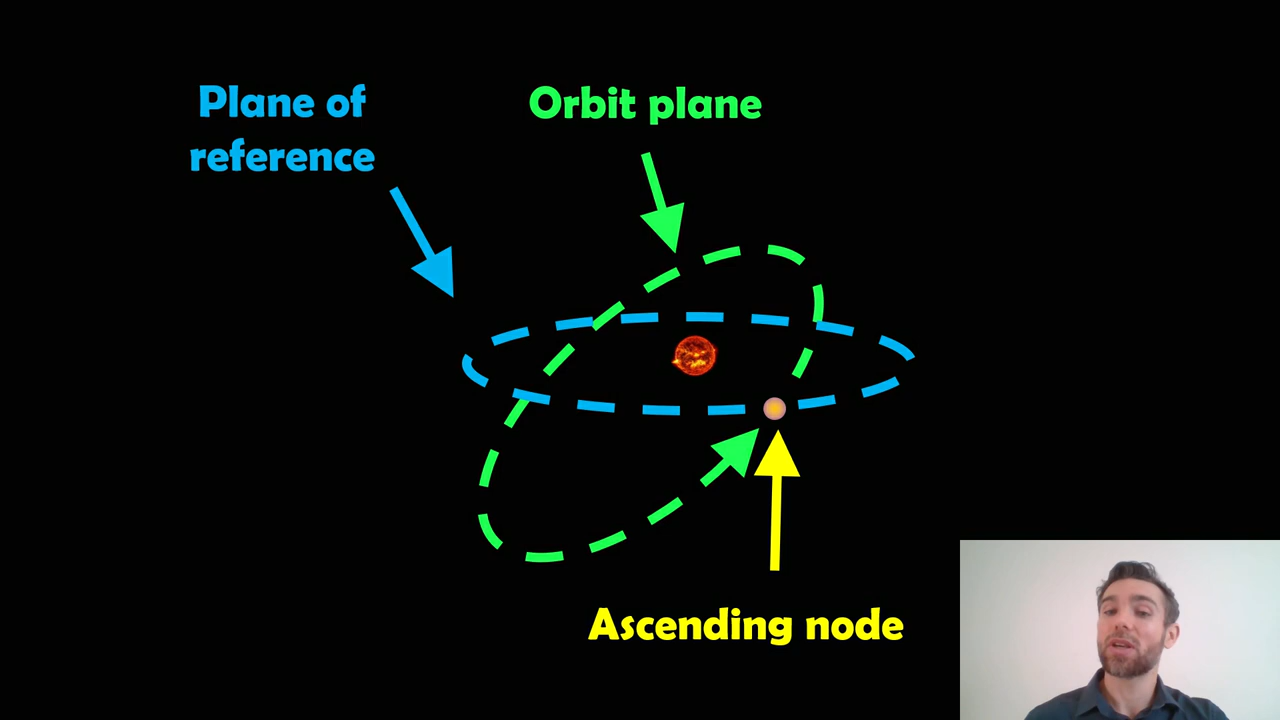 Plane of
reference
Orbit plane
Ascending node